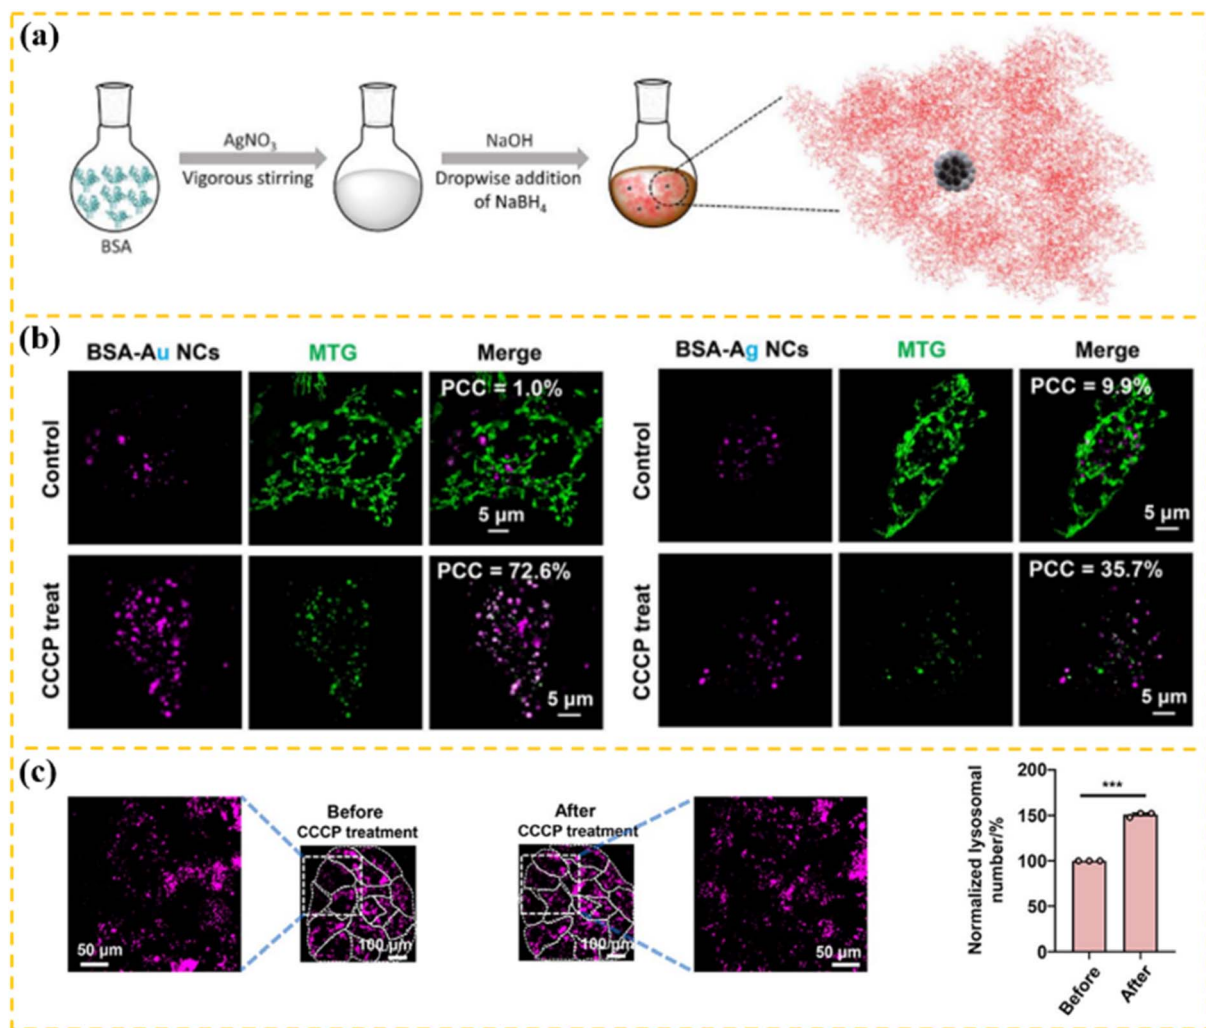 (a)
AgNO3
Vigorous stirring
NaOH
Dropwise addition
of NaBH4
BSA
(b)
BSA-Au NCs
MTG
Merge
BSA-Ag NCs
MTG
Merge
Control
PCC = 1.0%
5 μm
Control
PCC = 9.9%
5 μm
CCCP treat
PCC = 72.6%
5 μm
CCCP treat
PCC = 35.7%
5 μm
(c)
50 μm
Before
CCCP treatment
100 μm
After
CCCP treatment
100 μm
50 μm
Normalized lysosomal
number/%
200
150
100
50
0
***
Before
After